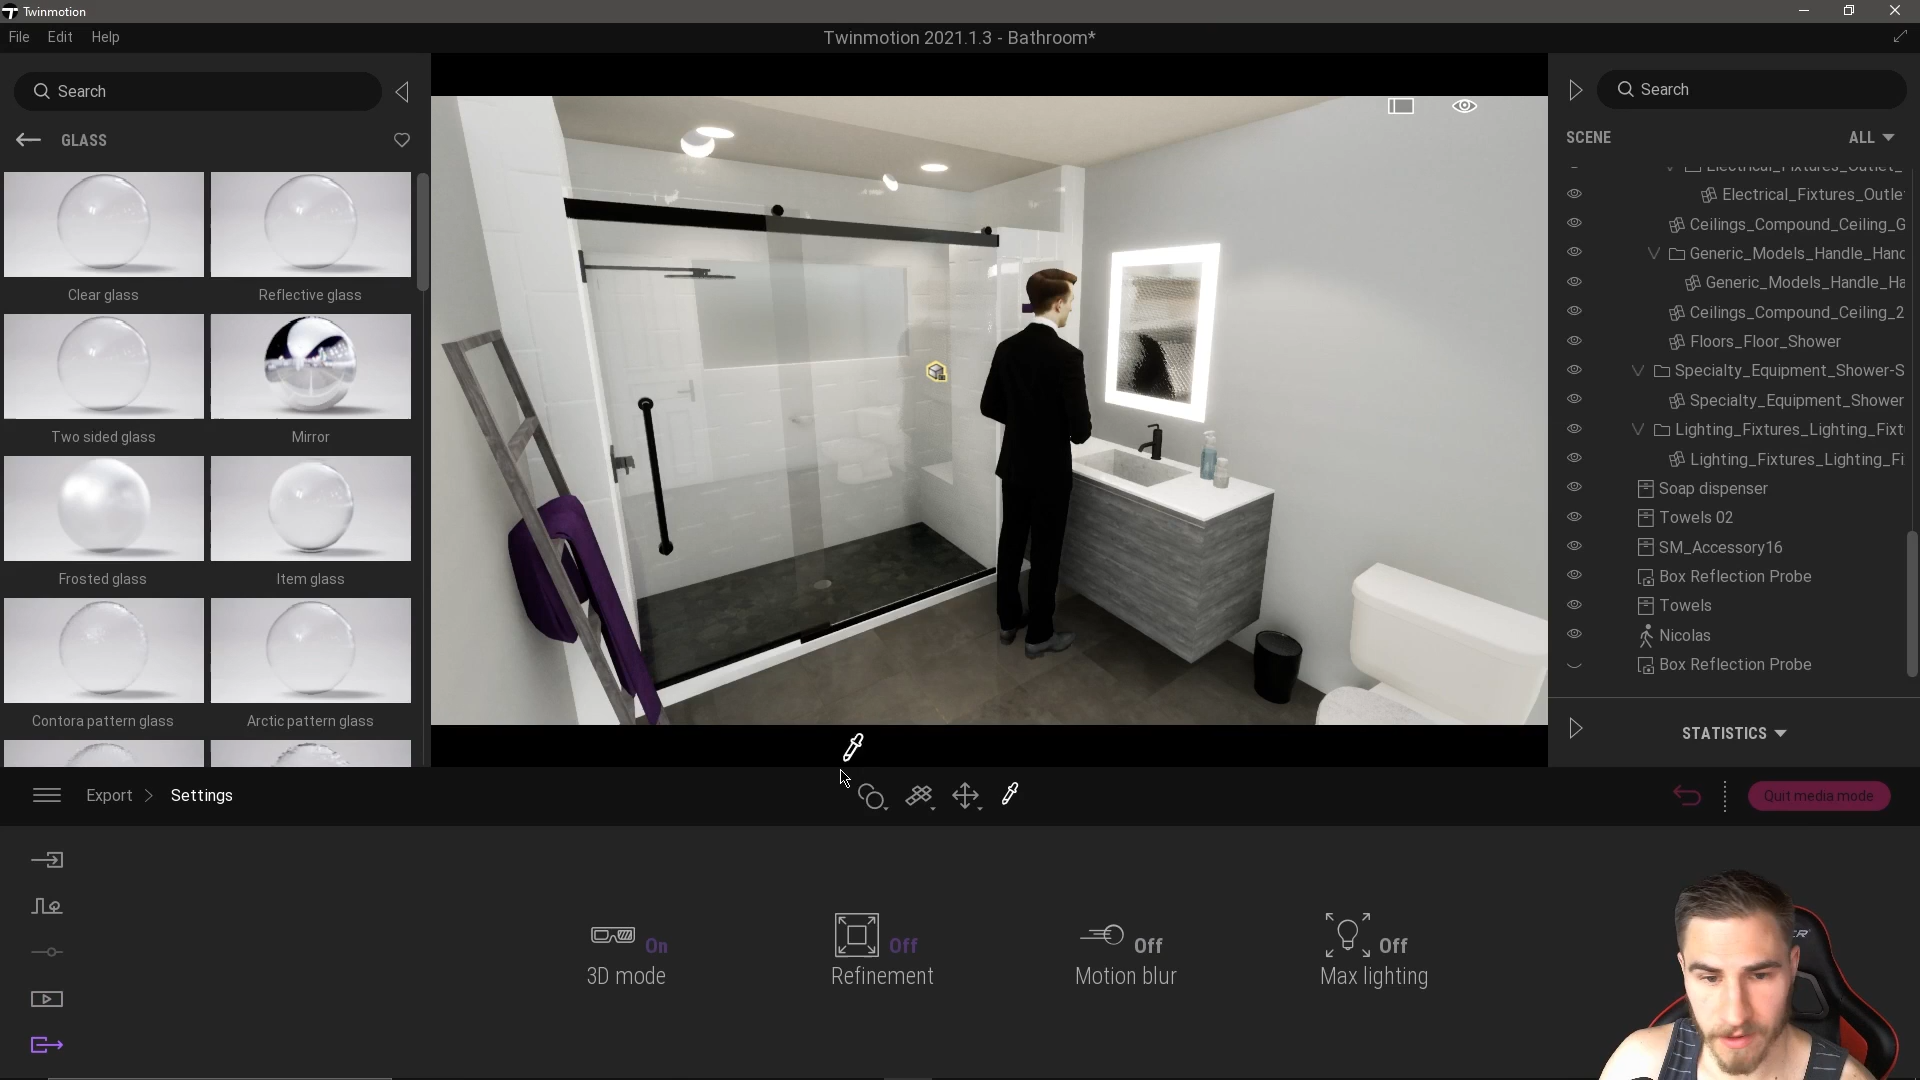 Twinmotion
File Edit Help
Twinmotion 2021.1.3 - Bathroom*
Search
GLASS
Clear glass
Reflective glass
Two sided glass
Mirror
Frosted glass
Item glass
Contora pattern glass
Arctic pattern glass
Search
SCENE
ALL
Electrical_Fixtures_Outlet_
Electrical_Fixtures_Outle
Ceilings_Compound_Ceiling_G
Generic_Models_Handle_Hand
Generic_Models_Handle_Ha
Ceilings_Compound_Ceiling_2
Floors_Floor_Shower
Specialty_Equipment_Shower-S
Specialty_Equipment_Shower
Lighting_Fixtures_Lighting_Fixt
Lighting_Fixtures_Lighting_Fi
Soap dispenser
Towels 02
SM_Accessory16
Box Reflection Probe
Towels
Nicolas
Box Reflection Probe
STATISTICS
Export > Settings
Quit media mode
On
3D mode
Off
Refinement
Off
Motion blur
Off
Max lighting